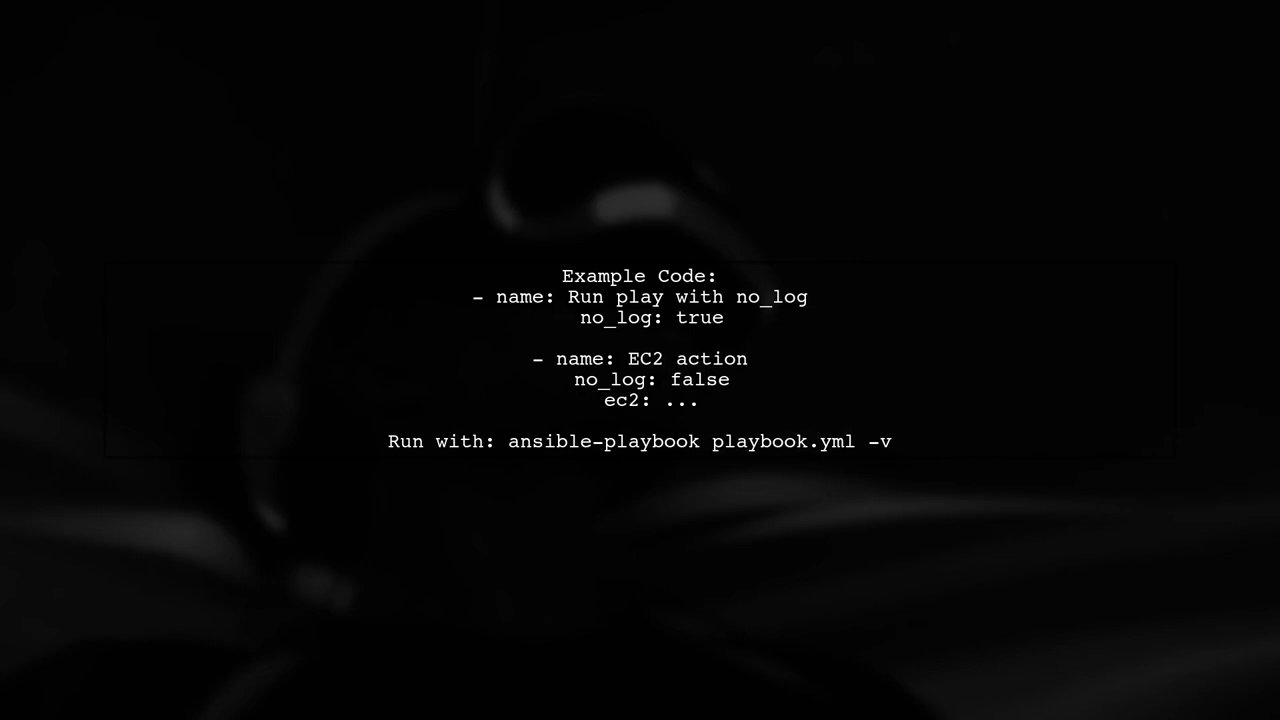 Example Code:
- name: Run play with no_log
no_log: true
- name: EC2 action
no_log: false
ec2: ...
Run with: ansible-playbook playbook.yml -v